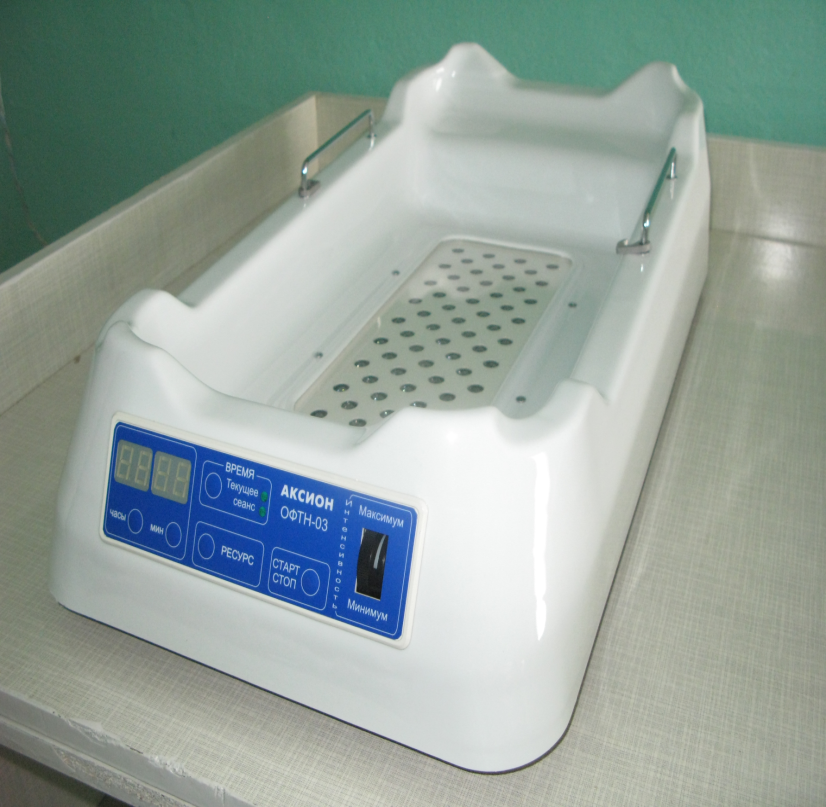 ВРЕМЯ
Текущее
сеанс
часы
мин
РЕСУРС
АКСИОН
ОФТН-03
СТАРТ
СТОП
Интенсивность
Максимум
Минимум